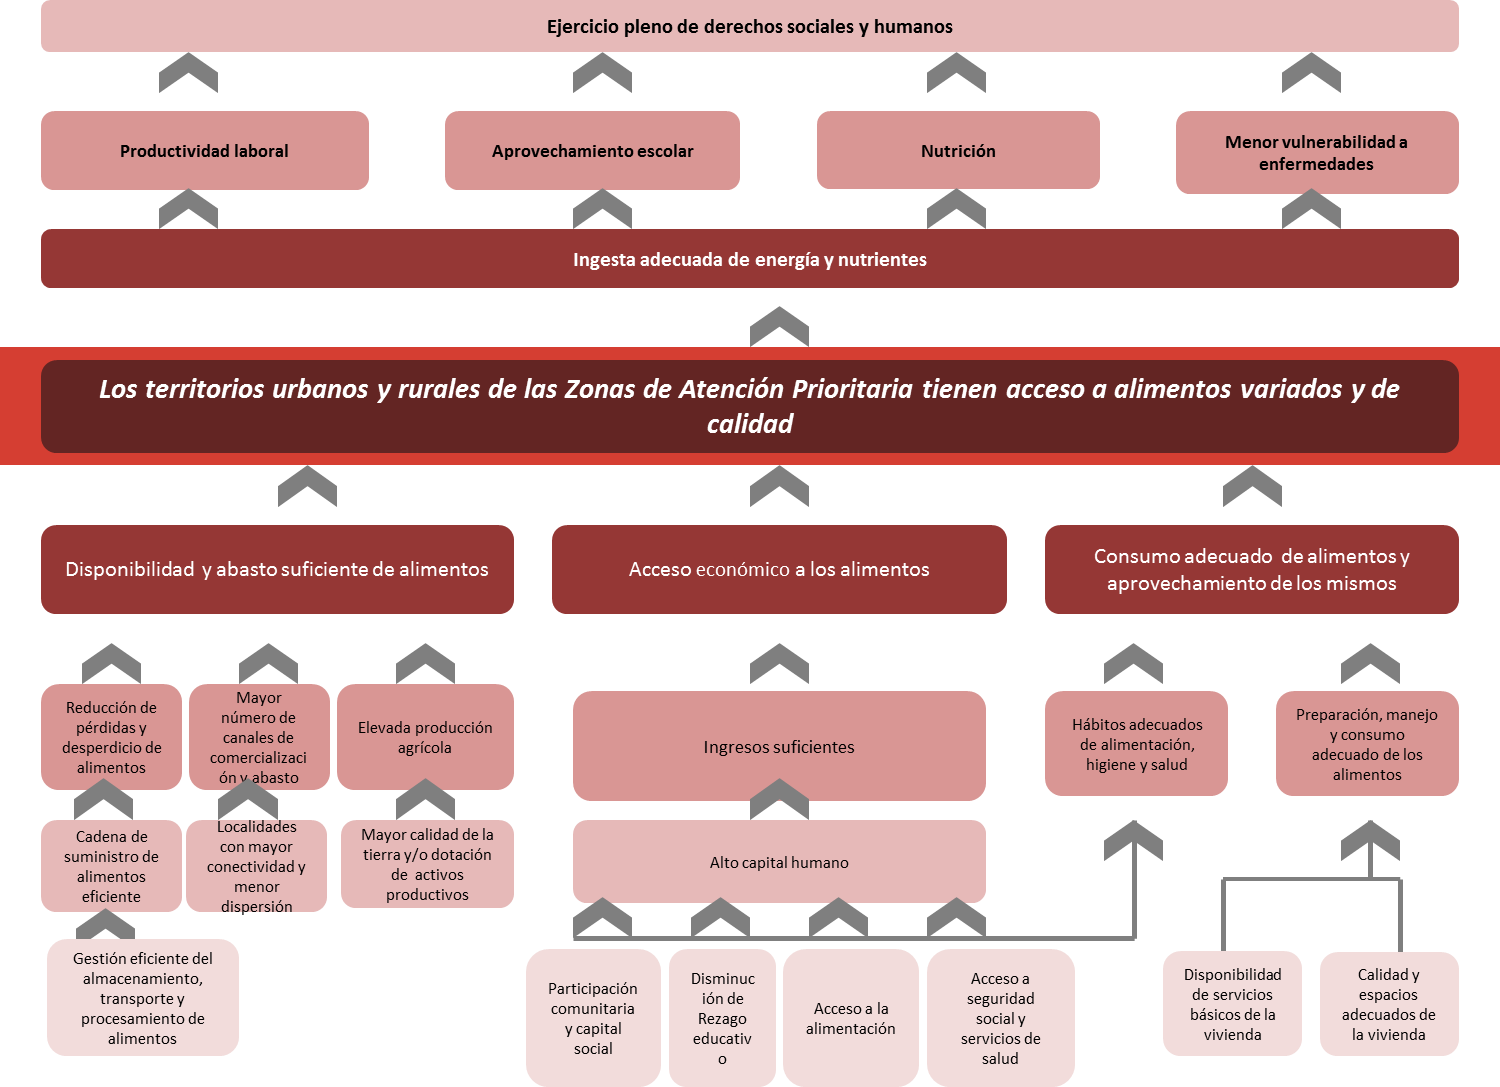 Ejercicio pleno de derechos sociales y humanos
Productividad laboral
Aprovechamiento escolar
Nutrición
Menor vulnerabilidad a
enfermedades
Ingesta adecuada de energía y nutrientes
Los territorios urbanos y rurales de las Zonas de Atención Prioritaria tienen acceso a alimentos variados y de
calidad
Disponibilidad y abasto suficiente de alimentos
Acceso económico a los alimentos
Consumo adecuado de alimentos y
aprovechamiento de los mismos
Reducción de
pérdidas y
desperdicio de
alimentos
Mayor
número de
canales de
comercializaci
ón y abasto
Elevada producción
agrícola
Ingresos suficientes
Hábitos adecuados
de alimentación,
higiene y salud
Preparación, manejo
y consumo
adecuado de los
alimentos
Cadena de
suministro de
alimentos
eficiente
Localidades
con mayor
conectividad y
menor
dispersión
Mayor calidad de la
tierra y/o dotación
de activos
productivos
Alto capital humano
Gestión eficiente del
almacenamiento,
transporte y
procesamiento de
alimentos
Participación
comunitaria
y capital
social
Disminuc
ión de
Rezago
educativ
o
Acceso a la
alimentación
Acceso a
seguridad
social y
servicios de
salud
Disponibilidad
de servicios
básicos de la
vivienda
Calidad y
espacios
adecuados de
la vivienda